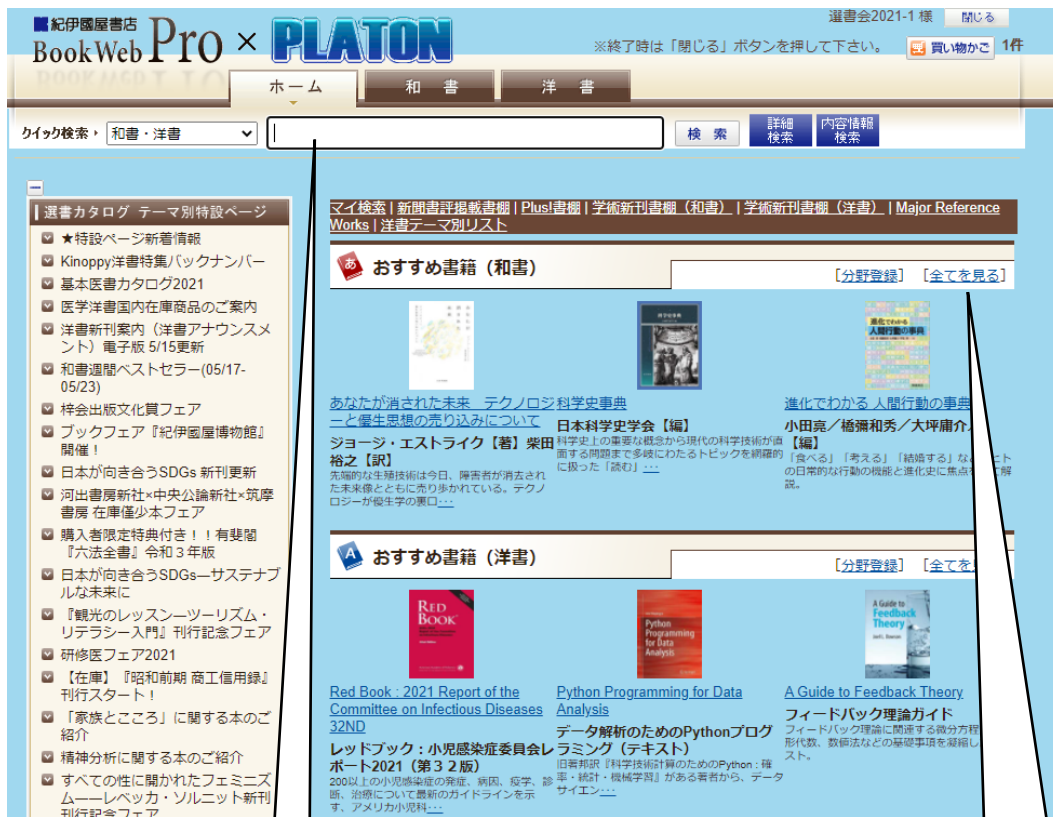 紀伊國屋書店
BookWeb Pro × PLATON
選書会2021-1 様 閉じる
※終了時は「閉じる」ボタンを押して下さい。 買い物かご 1件
ホーム 和 書 洋 書
クイック検索 和書・洋書 検 索 詳細検索 内容情報検索
選書カタログ テーマ別特設ページ
★特設ページ新着情報
Kinoppy洋書特集バックナンバー
基本医書カタログ2021
医学洋書国内在庫商品のご案内
洋書新刊案内（洋書アナウンスメ
ント）電子版 5/15更新
和書週間ベストセラー(05/17-
05/23)
梓会出版文化賞フェア
ブックフェア『紀伊國屋博物館』
開催！
日本が向き合うSDGs 新刊更新
河出書房新社×中央公論新社×筑摩
書房 在庫僅少本フェア
購入者限定特典付き！！有斐閣
『六法全書』令和３年版
日本が向き合うSDGs―サステナブ
ルな未来に
『観光のレッスン―ツーリズム・
リテラシー入門』刊行記念フェア
研修医フェア2021
【在庫】『昭和前期 商工信用録』
刊行スタート！
「家族とこころ」に関する本のご
紹介
精神分析に関する本のご紹介
すべての性に開かれたフェミニズ
ム――レベッカ・ソルニット新刊
刊行記念フェア
マイ検索 | 新聞書評掲載書棚 | Plus!書棚 | 学術新刊書棚（和書） | 学術新刊書棚（洋書） | Major Reference
Works | 洋書テーマ別リスト
あ おすすめ書籍（和書）
［分野登録］ ［全てを見る］
科学史事典
進化でわかる
人間行動の事典
あなたが消された未来 テクノロジ
ーと優生思想の売り込みについて
ジョージ・エストライク【著】柴田
裕之【訳】
先端的な生殖技術は今日、障害者が消去され
た未来像とともに売り歩かれている。テクノ
ロジーが優生学の裏口･･･
科学史事典
日本科学史学会【編】
科学史上の重要な概念から現代の科学技術が直
面する問題まで多岐にわたるトピックを網羅的
に扱った「読む」･･･
進化でわかる 人間行動の事典
小田亮／橋彌和秀／大坪庸介
【編】
「食べる」「考える」「結婚する」な ヒト
の日常的な行動の機能と進化史に焦点 て解
説。
A おすすめ書籍（洋書）
［分野登録］ ［全てを
RED
BOOK
Python
Programming
for Data
Analysis
A Guide to
Feedback
Theory
Red Book : 2021 Report of the
Committee on Infectious Diseases
32ND
レッドブック：小児感染症委員会レ
ポート2021（第３２版）
200以上の小児感染症の発症、病因、疫学、診
断、治療について最新のガイドラインを示
す、アメリカ小児科･･･
Python Programming for Data
Analysis
データ解析のためのPythonプログ
ラミング（テキスト）
旧著邦訳『科学技術計算のためのPython：確
率・統計・機械学習』がある著者から、データ
サイエン･･･
A Guide to Feedback Theory
フィードバック理論ガイド
フィードバック理論に関連する微分方程
形代数、数値法などの基礎事項を凝縮し
スト。